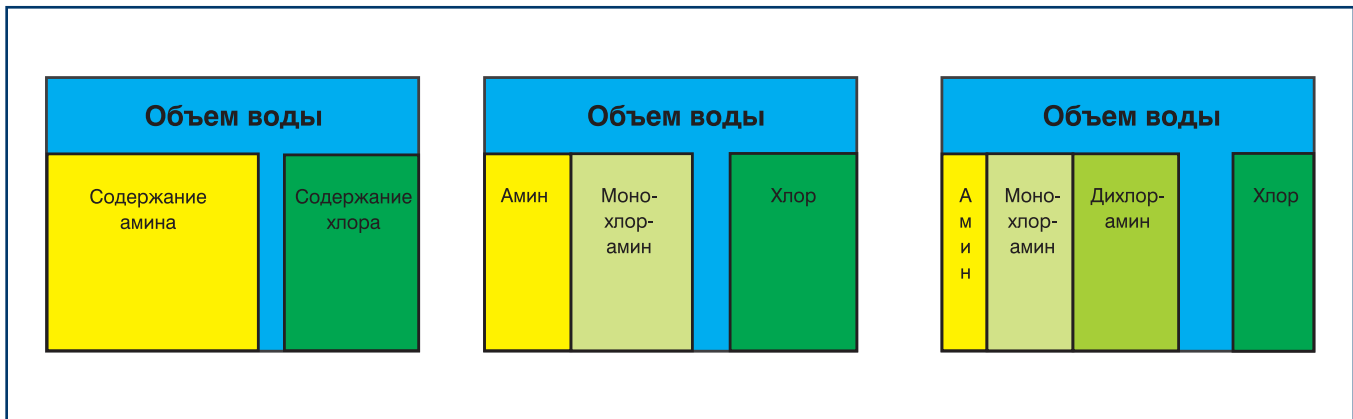 Объем воды
Содержание
амина
Содержание
хлора
Объем воды
Амин
Моно-
хлор-
амин
Хлор
Объем воды
А
м
и
н
Моно-
хлор-
амин
Дихлор-
амин
Хлор